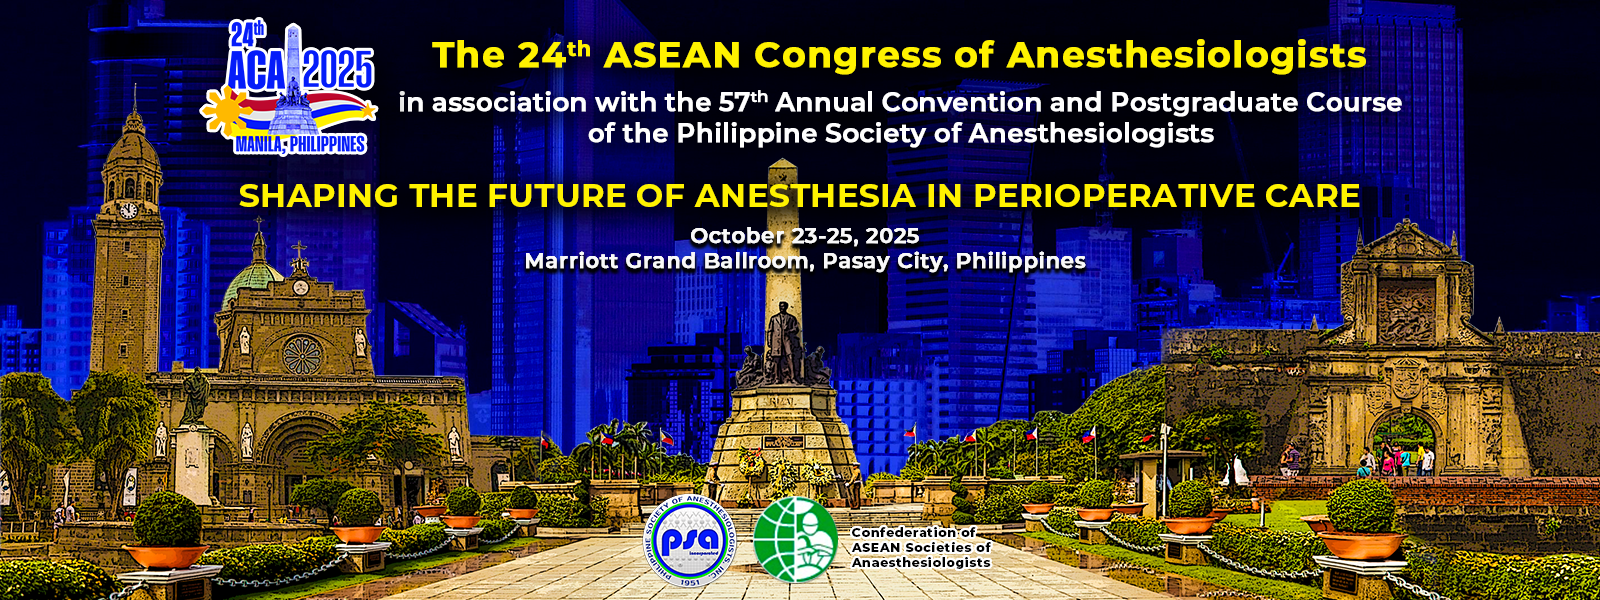 24th
ACA 2025
MANILA, PHILIPPINES
The 24th ASEAN Congress of Anesthesiologists
in association with the 57th Annual Convention and Postgraduate Course
of the Philippine Society of Anesthesiologists
SHAPING THE FUTURE OF ANESTHESIA IN PERIOPERATIVE CARE
October 23-25, 2025
Marriott Grand Ballroom, Pasay City, Philippines
SMART
RIZAL
PHILIPPINE SOCIETY OF ANESTHESIOLOGISTS, INC.
psa
incorporated
1951
Confederation of
ASEAN Societies of
Anaesthesiologists